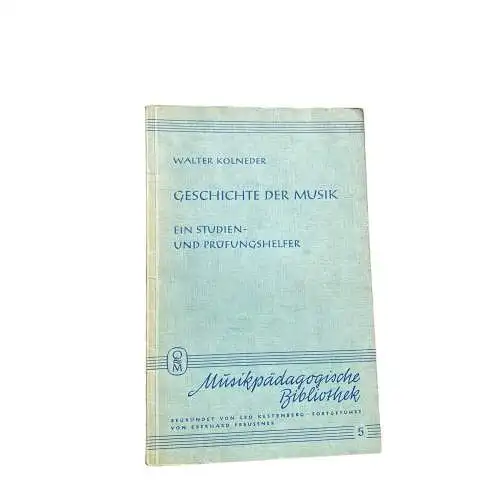 WALTER KOLNEDER
GESCHICHTE DER MUSIK
EIN STUDIEN-
UND PRÜFUNGSHELFER
Musikpädagogische
Bibliothek
BEGRÜNDET VON LEO KESTENBERG - FORTGEFÜHRT
VON EBERHARD PREUSSNER
5